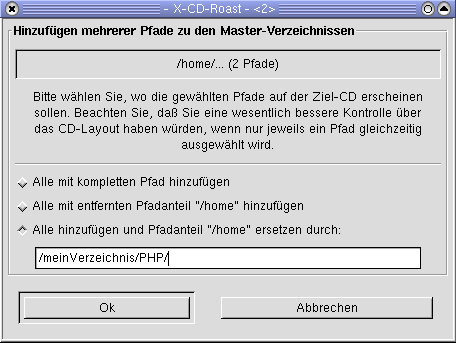 - X-CD-Roast - <2>
Hinzufügen mehrerer Pfade zu den Master-Verzeichnissen
/home/... (2 Pfade)
Bitte wählen Sie, wo die gewählten Pfade auf der Ziel-CD erscheinen
sollen. Beachten Sie, daß Sie eine wesentlich bessere Kontrolle über
das CD-Layout haben würden, wenn nur jeweils ein Pfad gleichzeitig
ausgewählt wird.
Alle mit kompletten Pfad hinzufügen
Alle mit entfernten Pfadanteil "/home" hinzufügen
Alle hinzufügen und Pfadanteil "/home" ersetzen durch:
/meinVerzeichnis/PHP/
Ok
Abbrechen